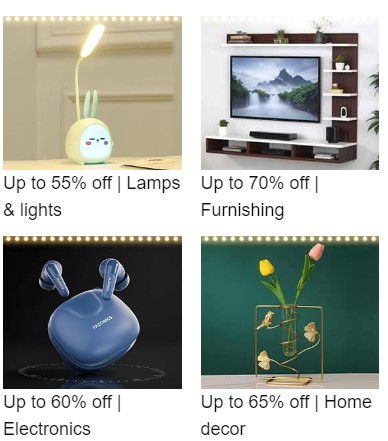 Up to 55% off | Lamps
& lights
Up to 70% off |
Furnishing
Up to 60% off |
Electronics
Up to 65% off | Home
decor